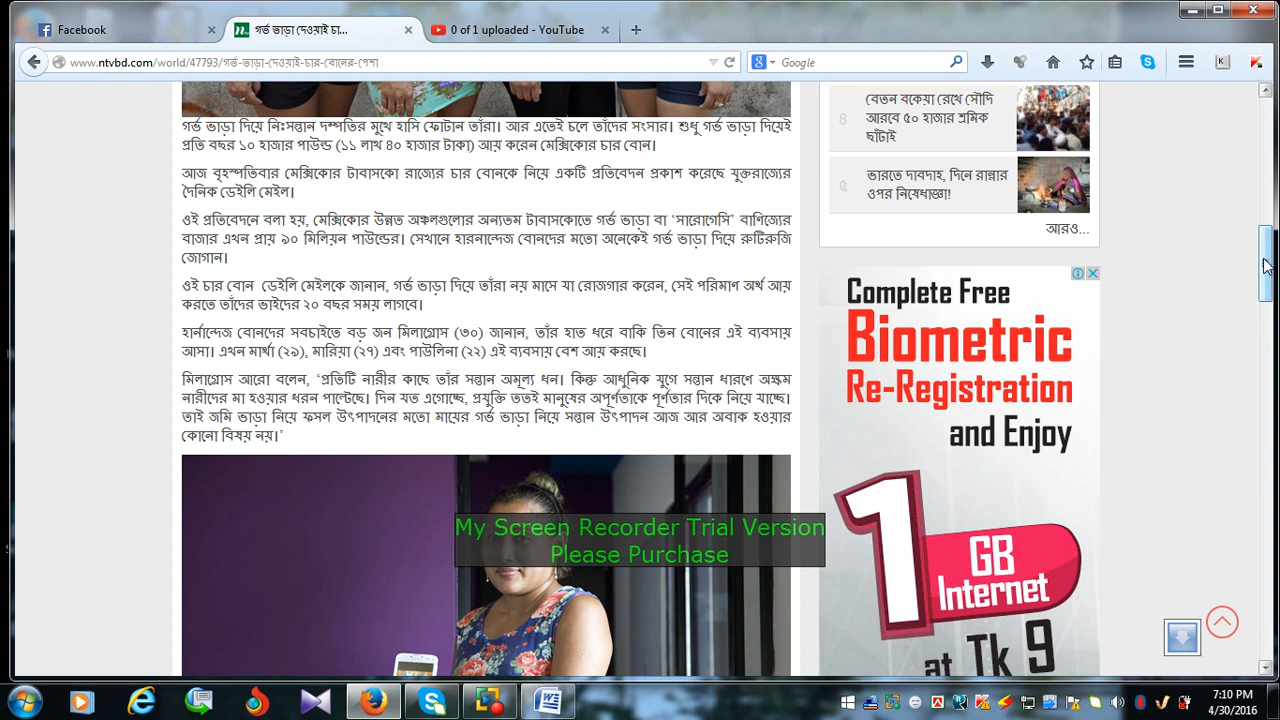 Facebook
গর্ভ ভাড়া দেওয়াই চা...
0 of 1 uploaded - YouTube
www.ntvbd.com/world/47793/গর্ভ-ভাড়া-দেওয়াই-চার-বোনের-পেশা
Google
গর্ভ ভাড়া দিয়ে নিঃসন্তান দম্পতির মুখে হাসি ফোটান তাঁরা। আর এতেই চলে তাঁদের সংসার। শুধু গর্ভ ভাড়া দিয়েই
প্রতি বছর ১০ হাজার পাউন্ড (১১ লাখ ৪০ হাজার টাকা) আয় করেন মেক্সিকোর চার বোন।
আজ বৃহস্পতিবার মেক্সিকোর টাবাসকো রাজ্যের চার বোনকে নিয়ে একটি প্রতিবেদন প্রকাশ করেছে যুক্তরাজ্যের
দৈনিক ডেইলি মেইল।
ওই প্রতিবেদনে বলা হয়, মেক্সিকোর উন্নত অঞ্চলগুলোর অন্যতম টাবাসকোতে গর্ভ ভাড়া বা ‘সারোগেসি’ বাণিজ্যের
বাজার এখন প্রায় ৯০ মিলিয়ন পাউন্ডের। সেখানে হারনান্দেজ বোনদের মতো অনেকেই গর্ভ ভাড়া দিয়ে রুটিরুজি
জোগান।
ওই চার বোন ডেইলি মেইলকে জানান, গর্ভ ভাড়া দিয়ে তাঁরা নয় মাসে যা রোজগার করেন, সেই পরিমাণ অর্থ আয়
করতে তাঁদের ভাইদের ২০ বছর সময় লাগবে।
হার্নান্দেজ বোনদের সবচাইতে বড় জন মিলাগ্রোস (৩০) জানান, তাঁর হাত ধরে বাকি তিন বোনের এই ব্যবসায়
আসা। এখন মার্থা (২৯), মারিয়া (২৭) এবং পাউলিনা (২২) এই ব্যবসায় বেশ আয় করছে।
মিলাগ্রোস আরো বলেন, ‘প্রতিটি নারীর কাছে তাঁর সন্তান অমূল্য ধন। কিন্তু আধুনিক যুগে সন্তান ধারণে অক্ষম
নারীদের মা হওয়ার ধরন পাল্টেছে। দিন যত এগোচ্ছে, প্রযুক্তি ততই মানুষের অপূর্ণতাকে পূর্ণতার দিকে নিয়ে যাচ্ছে।
তাই জমি ভাড়া নিয়ে ফসল উৎপাদনের মতো মায়ের গর্ভ ভাড়া নিয়ে সন্তান উৎপাদন আজ আর অবাক হওয়ার
কোনো বিষয় নয়।’
My Screen Recorder Trial Version
Please Purchase
৪
বেতন বকেয়া রেখে সৌদি
আরবে ৫০ হাজার শ্রমিক
ছাঁটাই
৫
ভারতে দাবদাহ, দিনে রান্নার
ওপর নিষেধাজ্ঞা!
আরও...
Complete Free
Biometric
Re-Registration
and Enjoy
1
GB
Internet
at Tk 9
7:10 PM
4/30/2016